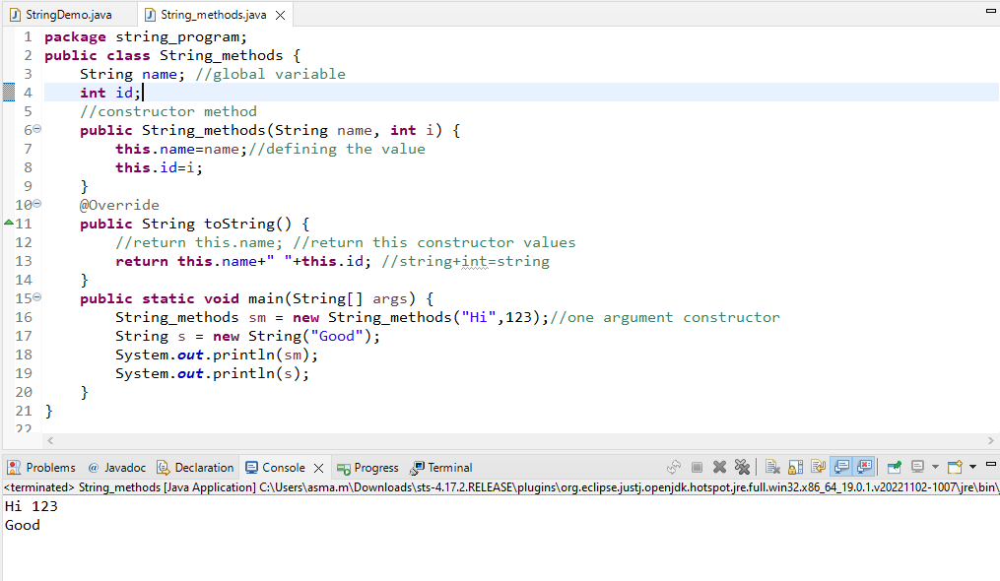 StringDemo.java String_methods.java
1 package string_program;
2 public class String_methods {
3 String name; //global variable
4 int id;
5 //constructor method
6 public String_methods(String name, int i) {
7 this.name=name;//defining the value
8 this.id=i;
9 }
10 @Override
11 public String toString() {
12 //return this.name; //return this constructor values
13 return this.name+" "+this.id; //string+int=string
14 }
15 public static void main(String[] args) {
16 String_methods sm = new String_methods("Hi",123);//one argument constructor
17 String s = new String("Good");
18 System.out.println(sm);
19 System.out.println(s);
20 }
21 }
22
Problems @ Javadoc Declaration Console Progress Terminal
<terminated> String_methods [Java Application] C:\Users\asma.m\Downloads\sts-4.17.2.RELEASE\plugins\org.eclipse.justj.openjdk.hotspot.jre.full.win32.x86_64_19.0.1.v20221102-1007\jre\bin\
Hi 123
Good